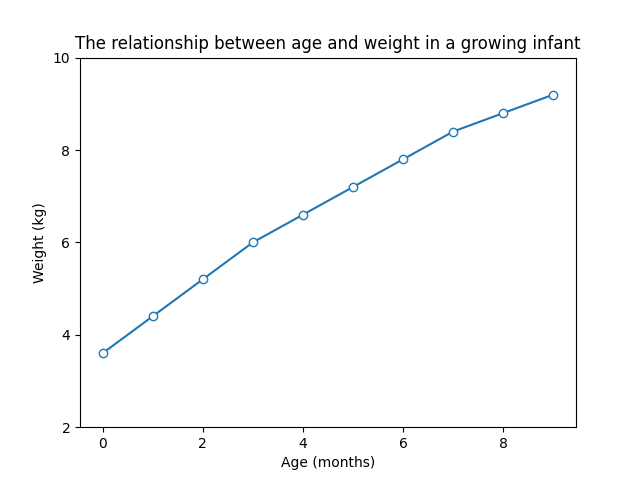 The relationship between age and weight in a growing infant
10
8
6
4
2
Weight (kg)
0 2 4 6 8
Age (months)